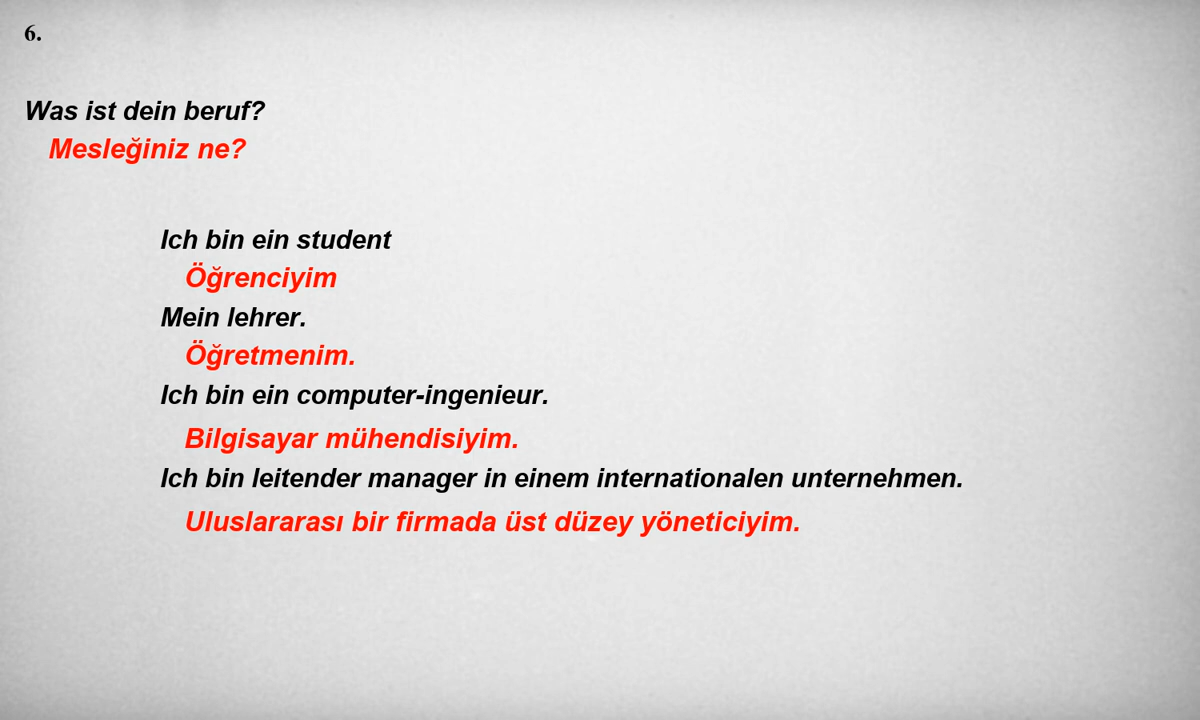 6.
Was ist dein beruf?
Mesleğiniz ne?
Ich bin ein student
Öğrenciyim
Mein lehrer.
Öğretmenim.
Ich bin ein computer-ingenieur.
Bilgisayar mühendisiyim.
Ich bin leitender manager in einem internationalen unternehmen.
Uluslararası bir firmada üst düzey yöneticiyim.